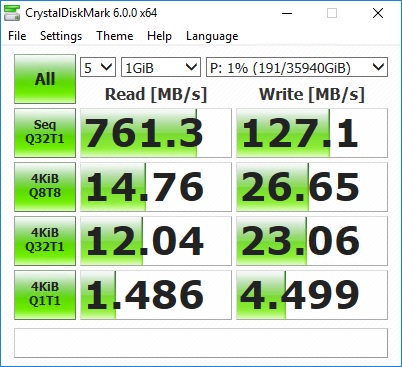 CrystalDiskMark 6.0.0 x64
File Settings Theme Help Language
All 5 1GiB P: 1% (191/35940GiB)
Read [MB/s] Write [MB/s]
Seq
Q32T1 761.3 127.1
4KiB
Q8T8 14.76 26.65
4KiB
Q32T1 12.04 23.06
4KiB
Q1T1 1.486 4.499